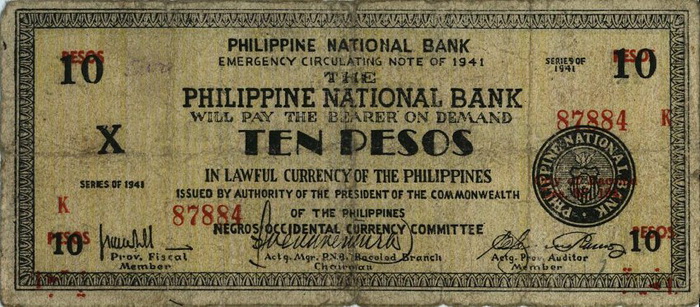 PHILIPPINE NATIONAL BANK
EMERGENCY CIRCULATING NOTE OF 1941
PESOS
10
SERIES OF
1941
PESOS
10
THE
PHILIPPINE NATIONAL BANK
WILL PAY THE BEARER ON DEMAND
87884 K
X
TEN PESOS
PHILIPPINE NATIONAL BANK
IN LAWFUL CURRENCY OF THE PHILIPPINES
SERIES OF 1941
ISSUED BY AUTHORITY OF THE PRESIDENT OF THE COMMONWEALTH
K 87884
OF THE PHILIPPINES
NEGROS OCCIDENTAL CURRENCY COMMITTEE
PESOS
10
PESOS
10
Prov. Fiscal
Member
Actg. Mgr. P.N.B. Bacolod Branch
Chairman
Actg. Prov. Auditor
Member